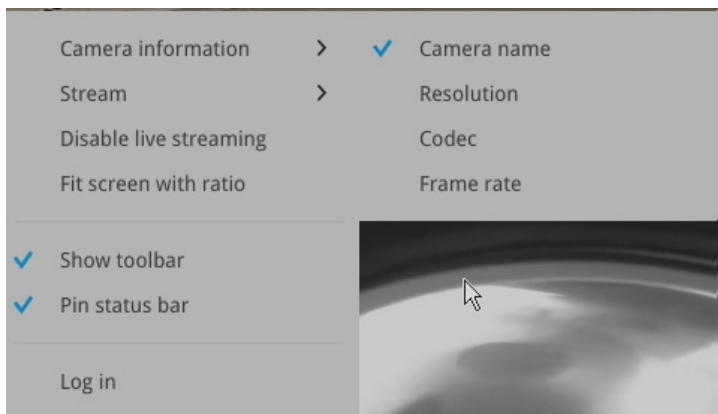 Camera information
Stream
Disable live streaming
Fit screen with ratio
Show toolbar
Pin status bar
Log in
Camera name
Resolution
Codec
Frame rate